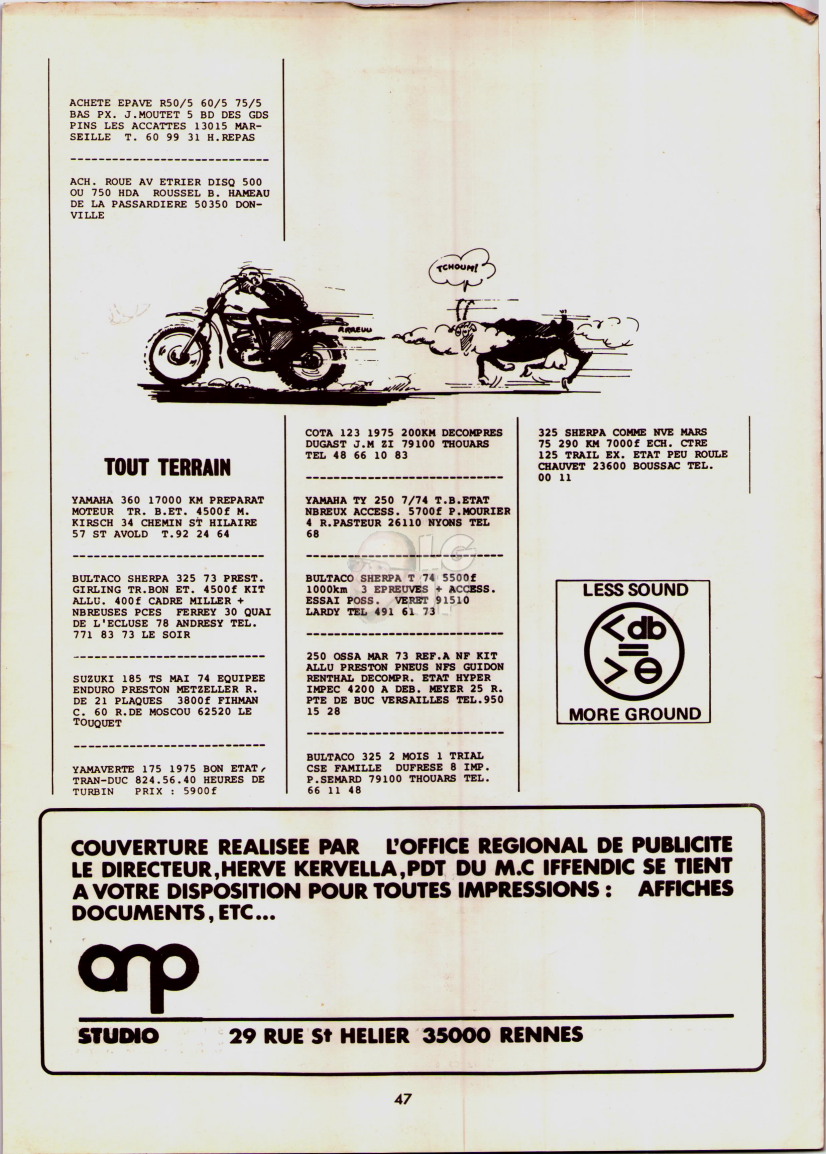 ACHETE EPAVE R50/5 60/5 75/5
BAS PX. J.MOUTET 5 BD DES GDS
PINS LES ACCATTES 13015 MAR-
SEILLE T. 60 99 31 H.REPAS
ACH. ROUE AV ETRIER DISQ 500
OU 750 HDA ROUSSEL B. HAMEAU
DE LA PASSARDIERE 50350 DON-
VILLE
TCHOUM!
RRREUU
TOUT TERRAIN
YAMAHA 360 17000 KM PREPARAT
MOTEUR TR. B.ET. 4500f M.
KIRSCH 34 CHEMIN ST HILAIRE
57 ST AVOLD T.92 24 64
BULTACO SHERPA 325 73 PREST.
GIRLING TR.BON ET. 4500f KIT
ALLU. 400f CADRE MILLER +
NBREUSES PCES FERREY 30 QUAI
DE L'ECLUSE 78 ANDRESY TEL.
771 83 73 LE SOIR
SUZUKI 185 TS MAI 74 EQUIPEE
ENDURO PRESTON METZELLER R.
DE 21 PLAQUES 3800f FIHMAN
C. 60 R.DE MOSCOU 62520 LE
TOUQUET
YAMAVERTE 175 1975 BON ETAT,
TRAN-DUC 824.56.40 HEURES DE
TURBIN PRIX : 5900f
COTA 123 1975 200KM DECOMPRES
DUGAST J.M ZI 79100 THOUARS
TEL 48 66 10 83
YAMAHA TY 250 7/74 T.B.ETAT
NBREUX ACCESS. 5700f P.MOURIER
4 R.PASTEUR 26110 NYONS TEL
68
BULTACO SHERPA T 74 5500f
1000km 3 EPREUVES + ACCESS.
ESSAI POSS. VERET 91510
LARDY TEL 491 61 73
250 OSSA MAR 73 REF.A NF KIT
ALLU PRESTON PNEUS NFS GUIDON
RENTHAL DECOMPR. ETAT HYPER
IMPEC 4200 A DEB. MEYER 25 R.
PTE DE BUC VERSAILLES TEL.950
15 28
BULTACO 325 2 MOIS 1 TRIAL
CSE FAMILLE DUFRESE 8 IMP.
P.SEMARD 79100 THOUARS TEL.
66 11 48
325 SHERPA COMME NVE MARS
75 290 KM 7000f ECH. CTRE
125 TRAIL EX. ETAT PEU ROULE
CHAUVET 23600 BOUSSAC TEL.
00 11
LESS SOUND
<db
=
>⊖
MORE GROUND
COUVERTURE REALISEE PAR L'OFFICE REGIONAL DE PUBLICITE
LE DIRECTEUR,HERVE KERVELLA,PDT DU M.C IFFENDIC SE TIENT
A VOTRE DISPOSITION POUR TOUTES IMPRESSIONS : AFFICHES
DOCUMENTS, ETC...
orp
STUDIO 29 RUE St HELIER 35000 RENNES
47